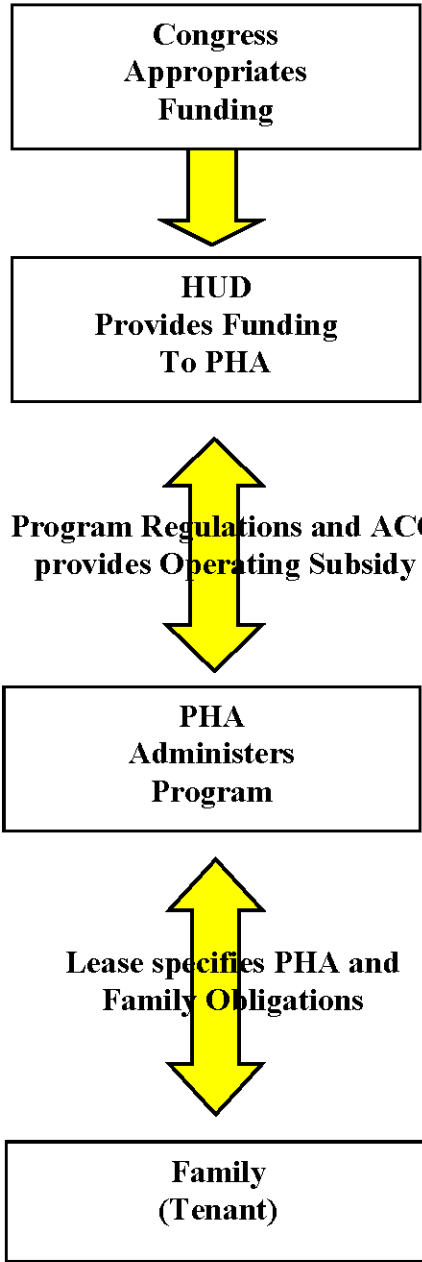 Congress
Appropriates
Funding
HUD
Provides Funding
To PHA
Program Regulations and ACC
provides Operating Subsidy
PHA
Administers
Program
Lease specifies PHA and
Family Obligations
Family
(Tenant)